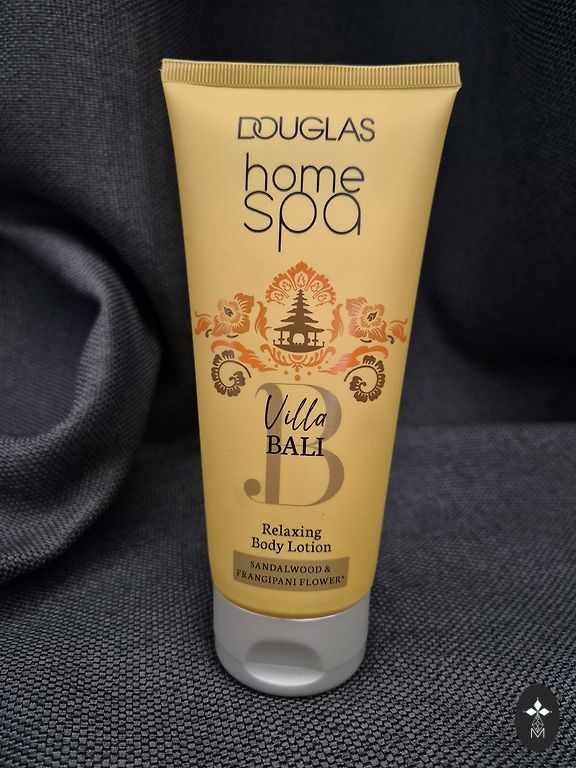 DOUGLAS
home
spa
B
Villa
BALI
Relaxing
Body Lotion
SANDALWOOD &
FRANGIPANI FLOWER*
M